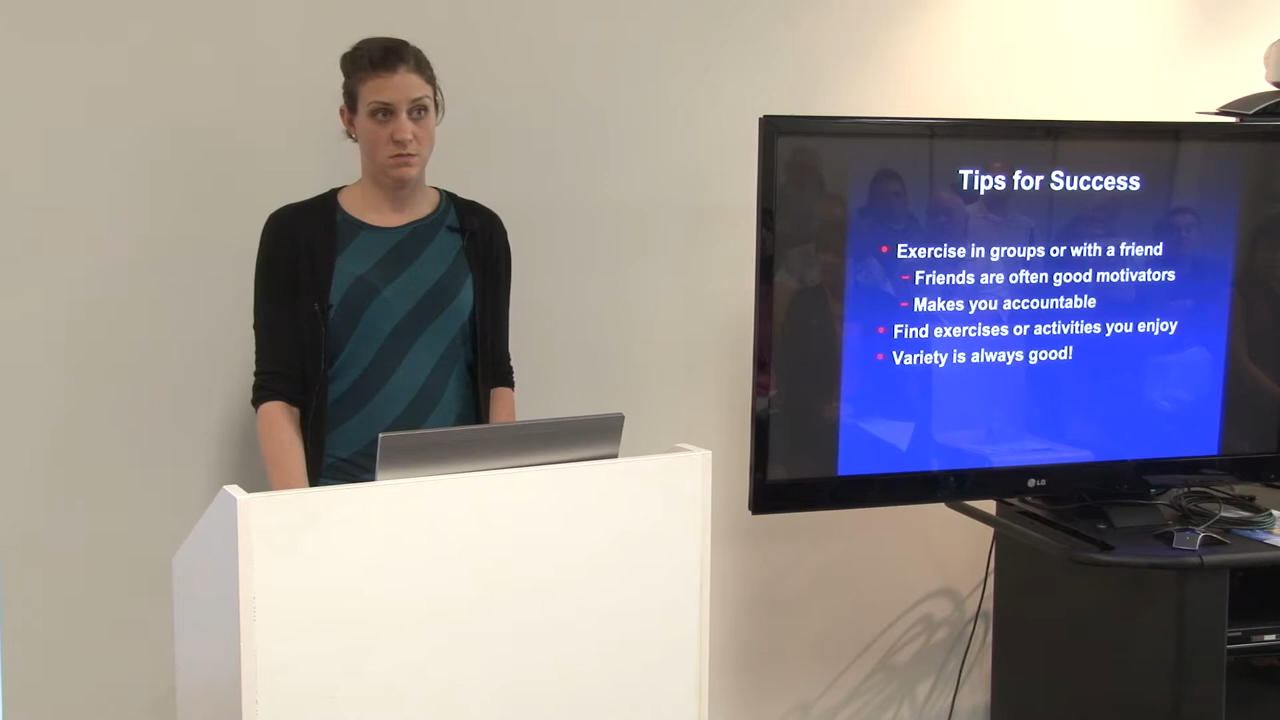 Tips for Success
• Exercise in groups or with a friend
– Friends are often good motivators
– Makes you accountable
• Find exercises or activities you enjoy
• Variety is always good!
LG